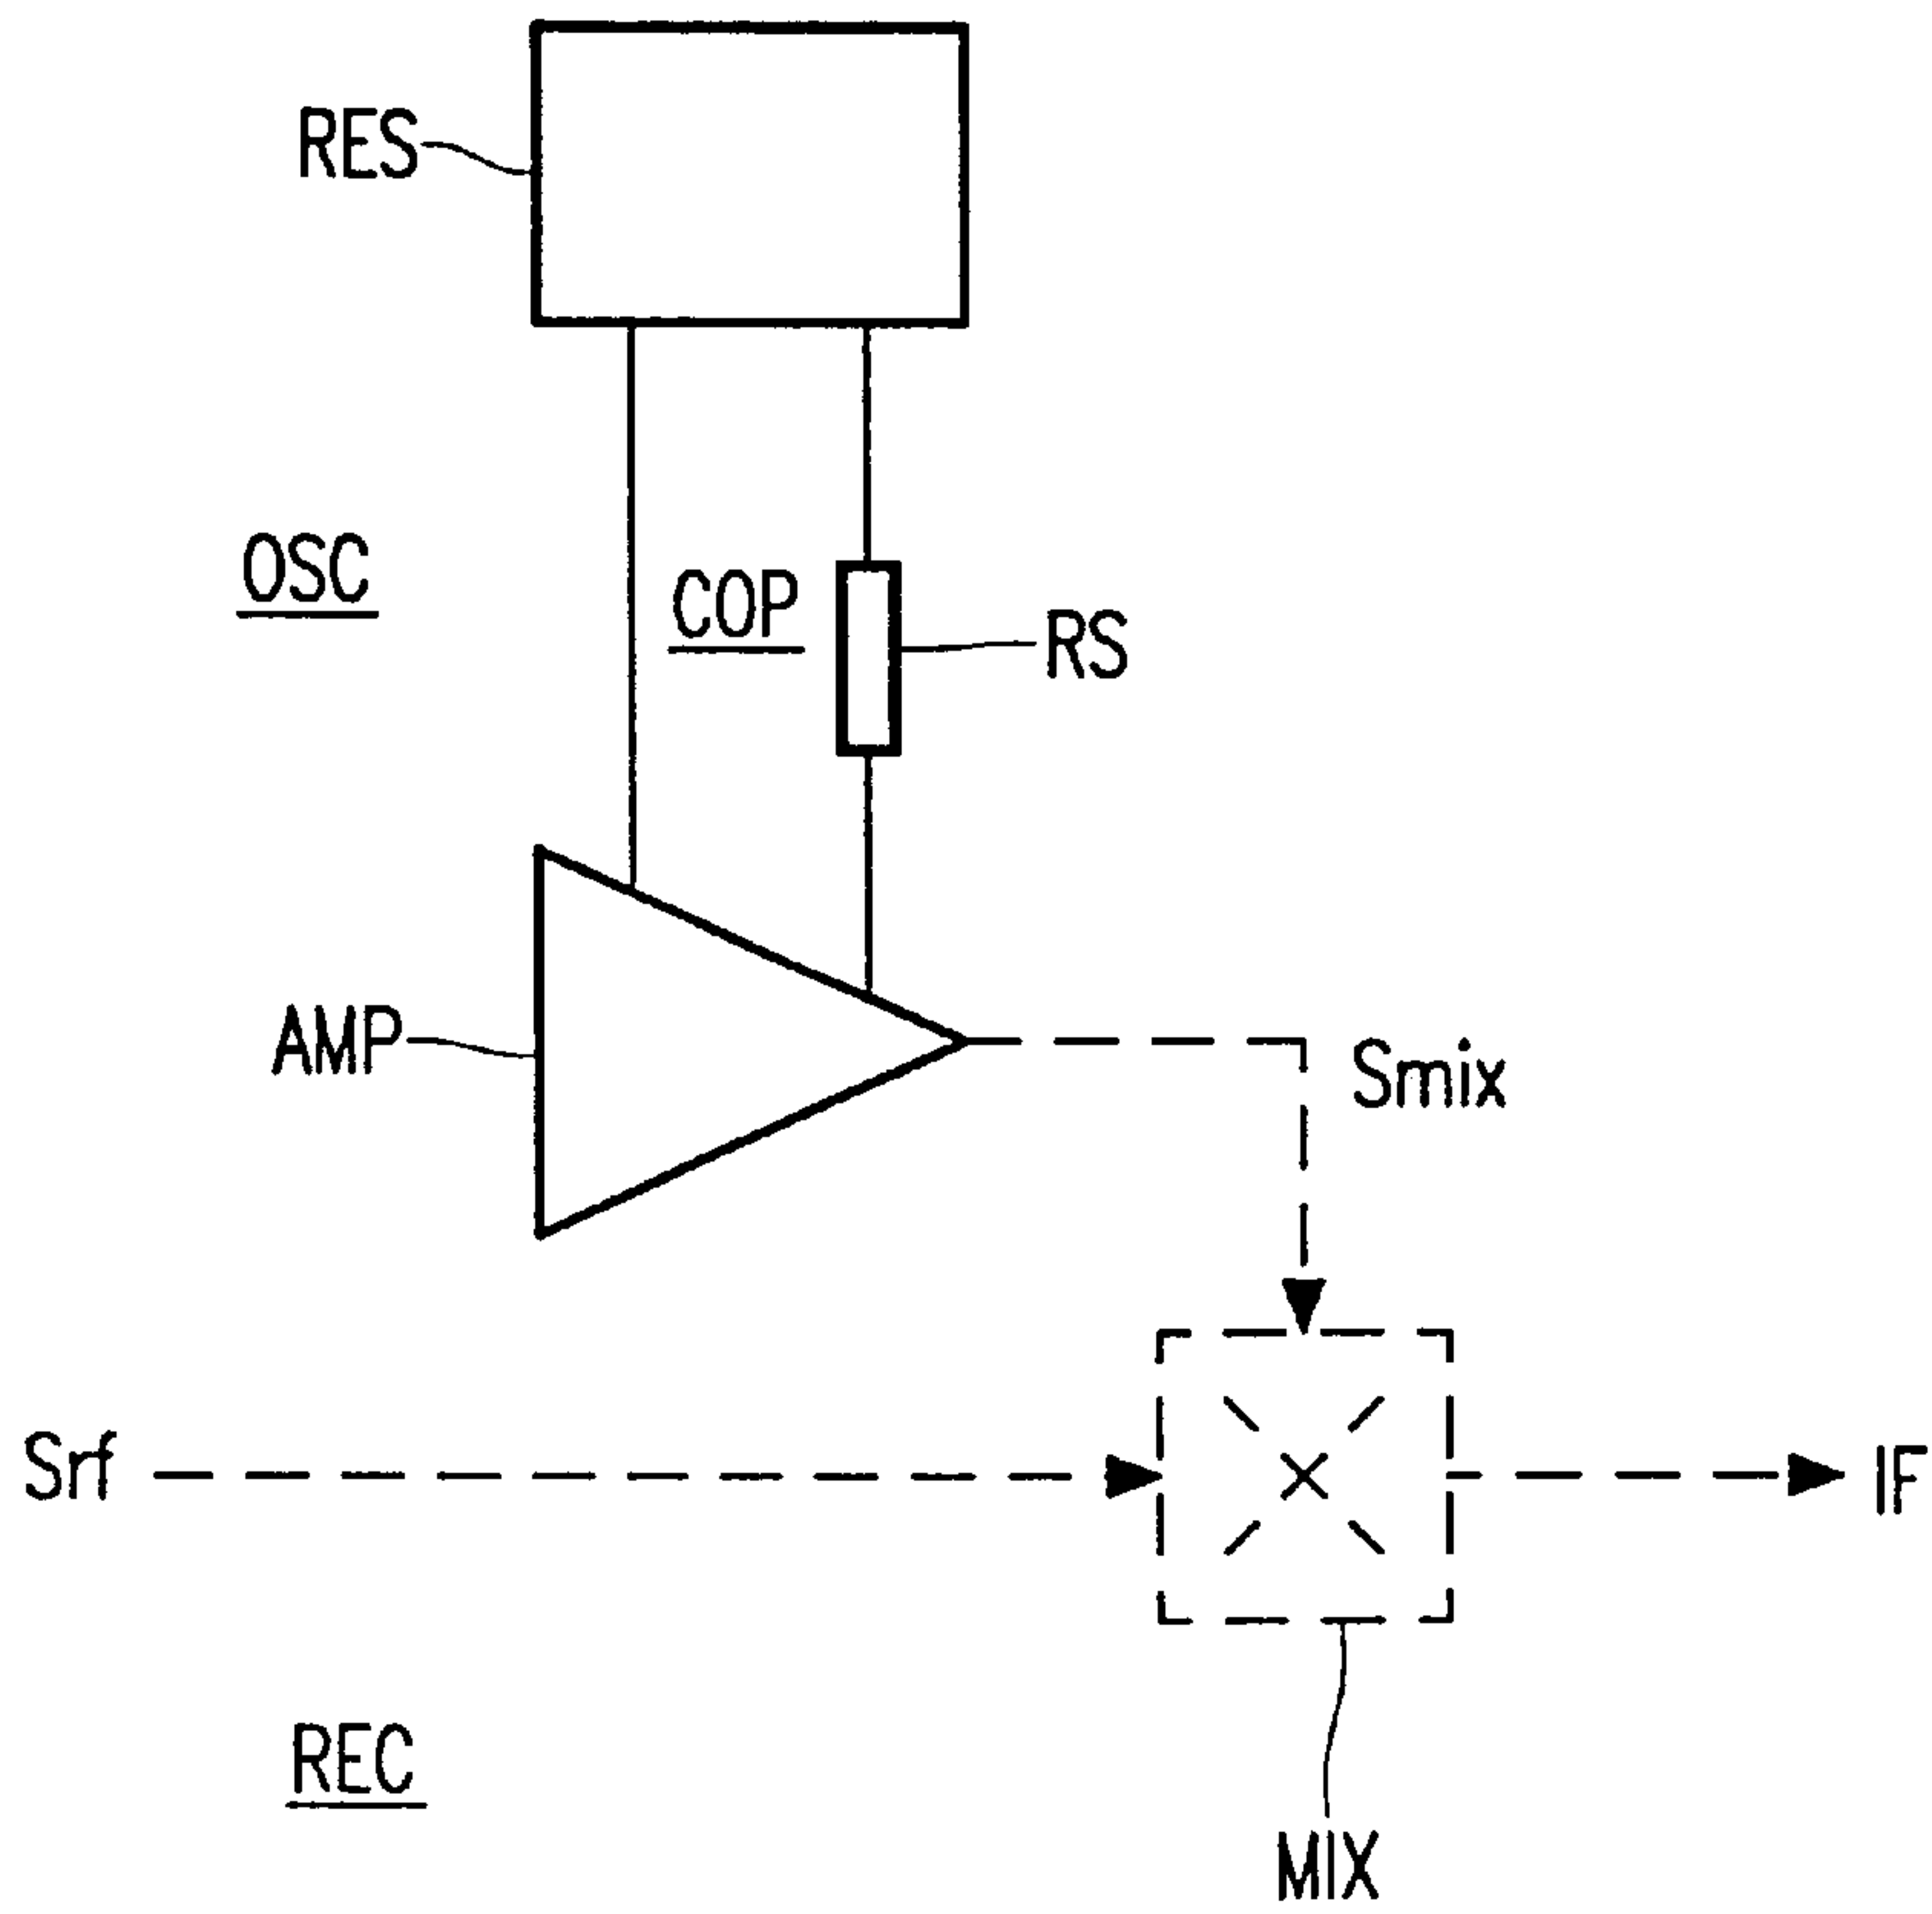 RES
OSC
COP
RS
AMP
Smix
Srf
IF
REC
MIX